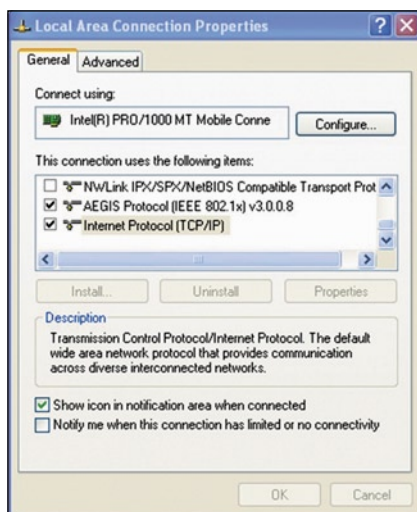 Local Area Connection Properties
General
Advanced
Connect using:
Intel(R) PRO/1000 MT Mobile Conne
Configure...
This connection uses the following items:
NWLink IPX/SPX/NetBIOS Compatible Transport Prot
AEGIS Protocol (IEEE 802.1x) v3.0.0.8
Internet Protocol (TCP/IP)
Install...
Uninstall
Properties
Description
Transmission Control Protocol/Internet Protocol. The default
wide area network protocol that provides communication
across diverse interconnected networks.
Show icon in notification area when connected
Notify me when this connection has limited or no connectivity
OK
Cancel